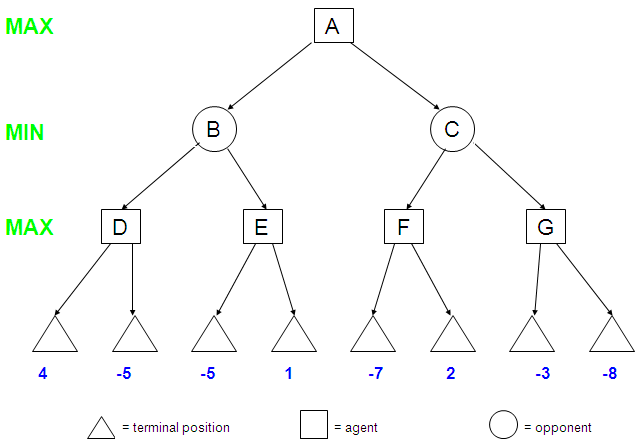 MAX A
MIN B C
MAX D E F G
4 -5 -5 1 -7 2 -3 -8
= terminal position = agent = opponent